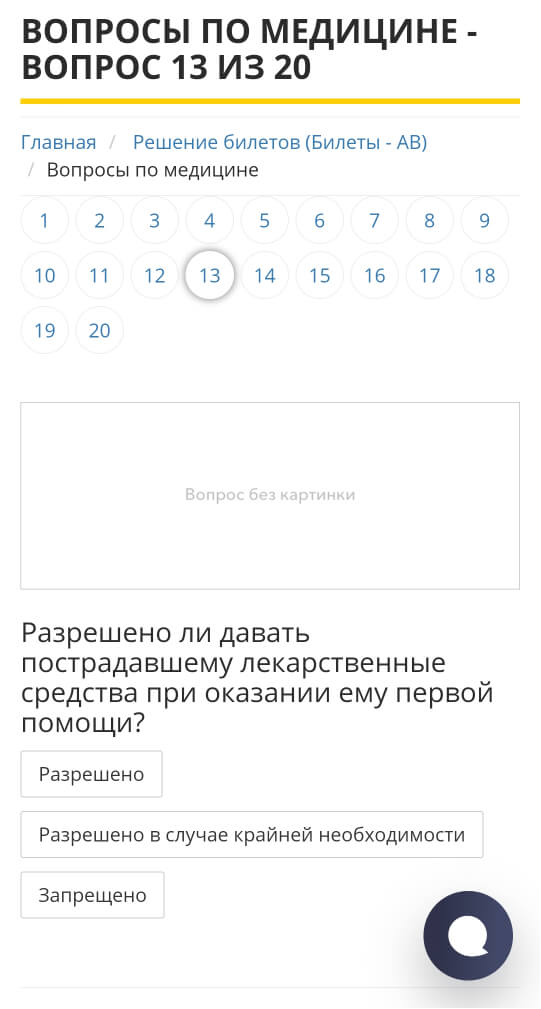 ВОПРОСЫ ПО МЕДИЦИНЕ -
ВОПРОС 13 ИЗ 20
Главная / Решение билетов (Билеты - AB)
/ Вопросы по медицине
1 2 3 4 5 6 7 8 9
10 11 12 13 14 15 16 17 18
19 20
Вопрос без картинки
Разрешено ли давать
пострадавшему лекарственные
средства при оказании ему первой
помощи?
Разрешено
Разрешено в случае крайней необходимости
Запрещено